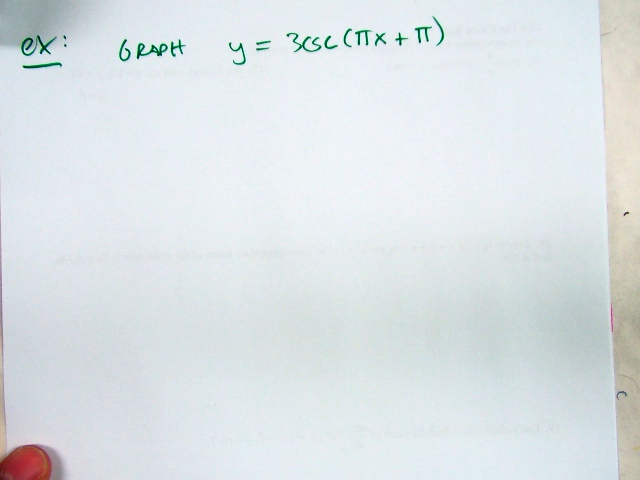 ex: GRAPH y = 3csc(πx + π)